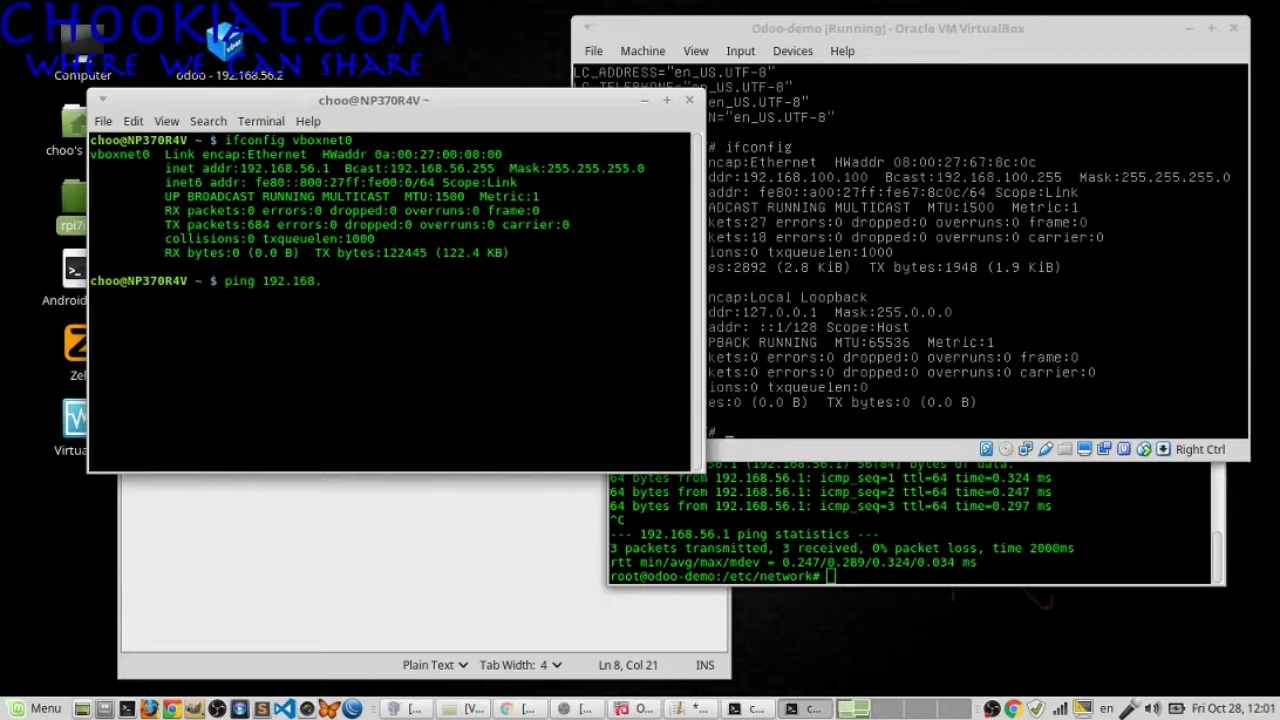 CHOOKIAT.COM
WHERE WE CAN SHARE
Computer
odoo - 192.168.56.2
choo's
rpi7i
Android
Zel
Virtua
Odoo-demo [Running] - Oracle VM VirtualBox
File Machine View Input Devices Help
LC_ADDRESS="en_US.UTF-8"
LC_TELEPHONE="en_US.UTF-8"
en_US.UTF-8"
N="en_US.UTF-8"
# ifconfig
ncap:Ethernet HWaddr 08:00:27:67:8c:0c
ddr:192.168.100.100 Bcast:192.168.100.255 Mask:255.255.255.0
addr: fe80::a00:27ff:fe67:8c0c/64 Scope:Link
ADCAST RUNNING MULTICAST MTU:1500 Metric:1
kets:27 errors:0 dropped:0 overruns:0 frame:0
kets:18 errors:0 dropped:0 overruns:0 carrier:0
ions:0 txqueuelen:1000
es:2892 (2.8 KiB) TX bytes:1948 (1.9 KiB)
ncap:Local Loopback
ddr:127.0.0.1 Mask:255.0.0.0
addr: ::1/128 Scope:Host
PBACK RUNNING MTU:65536 Metric:1
kets:0 errors:0 dropped:0 overruns:0 frame:0
kets:0 errors:0 dropped:0 overruns:0 carrier:0
ions:0 txqueuelen:0
es:0 (0.0 B) TX bytes:0 (0.0 B)
# _
Right Ctrl
choo@NP370R4V ~
File Edit View Search Terminal Help
choo@NP370R4V ~ $ ifconfig vboxnet0
vboxnet0 Link encap:Ethernet HWaddr 0a:00:27:00:00:00
inet addr:192.168.56.1 Bcast:192.168.56.255 Mask:255.255.255.0
inet6 addr: fe80::800:27ff:fe00:0/64 Scope:Link
UP BROADCAST RUNNING MULTICAST MTU:1500 Metric:1
RX packets:0 errors:0 dropped:0 overruns:0 frame:0
TX packets:684 errors:0 dropped:0 overruns:0 carrier:0
collisions:0 txqueuelen:1000
RX bytes:0 (0.0 B) TX bytes:122445 (122.4 KB)
choo@NP370R4V ~ $ ping 192.168.
56.1 (192.168.56.1) 56(84) bytes of data.
64 bytes from 192.168.56.1: icmp_seq=1 ttl=64 time=0.324 ms
64 bytes from 192.168.56.1: icmp_seq=2 ttl=64 time=0.247 ms
64 bytes from 192.168.56.1: icmp_seq=3 ttl=64 time=0.297 ms
^C
--- 192.168.56.1 ping statistics ---
3 packets transmitted, 3 received, 0% packet loss, time 2000ms
rtt min/avg/max/mdev = 0.247/0.289/0.324/0.034 ms
root@odoo-demo:/etc/network#
Plain Text Tab Width: 4 Ln 8, Col 21 INS
Menu [... [V... [... [... O... *... c... c... en Fri Oct 28, 12:01